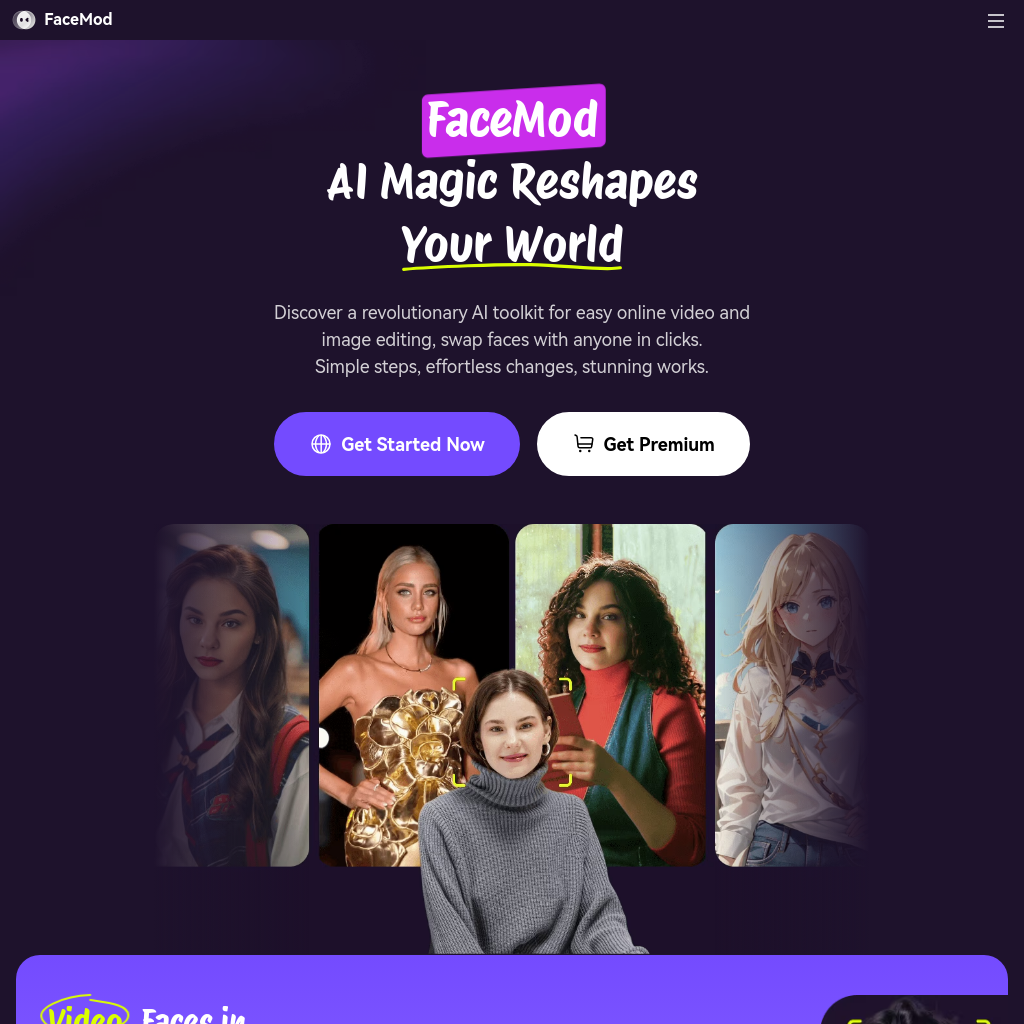 FaceMod
FaceMod
AI Magic Reshapes
Your World
Discover a revolutionary AI toolkit for easy online video and
image editing, swap faces with anyone in clicks.
Simple steps, effortless changes, stunning works.
Get Started Now
Get Premium
Video Faces in